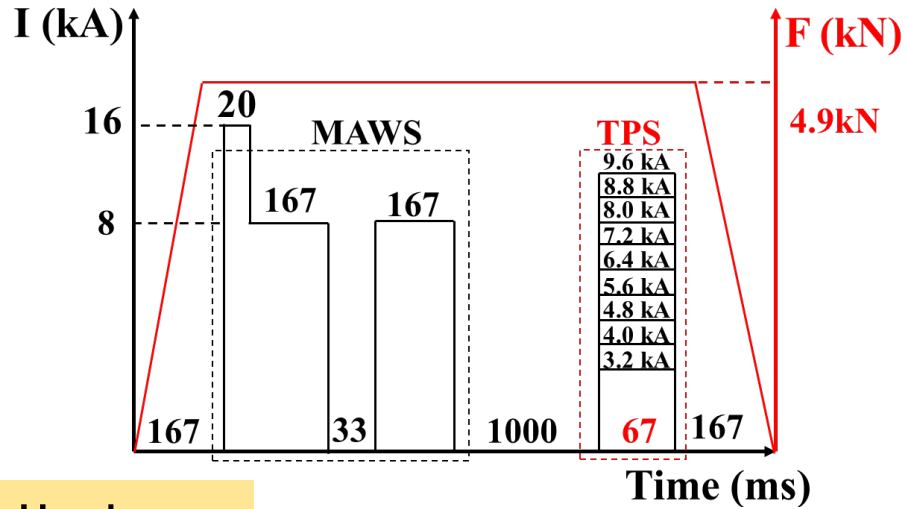 I (kA)
F (kN)
20
16
MAWS
TPS
4.9kN
9.6 kA
8.8 kA
167
167
8.0 kA
8
7.2 kA
6.4 kA
5.6 kA
4.8 kA
4.0 kA
3.2 kA
167
33
1000
67
167
Time (ms)